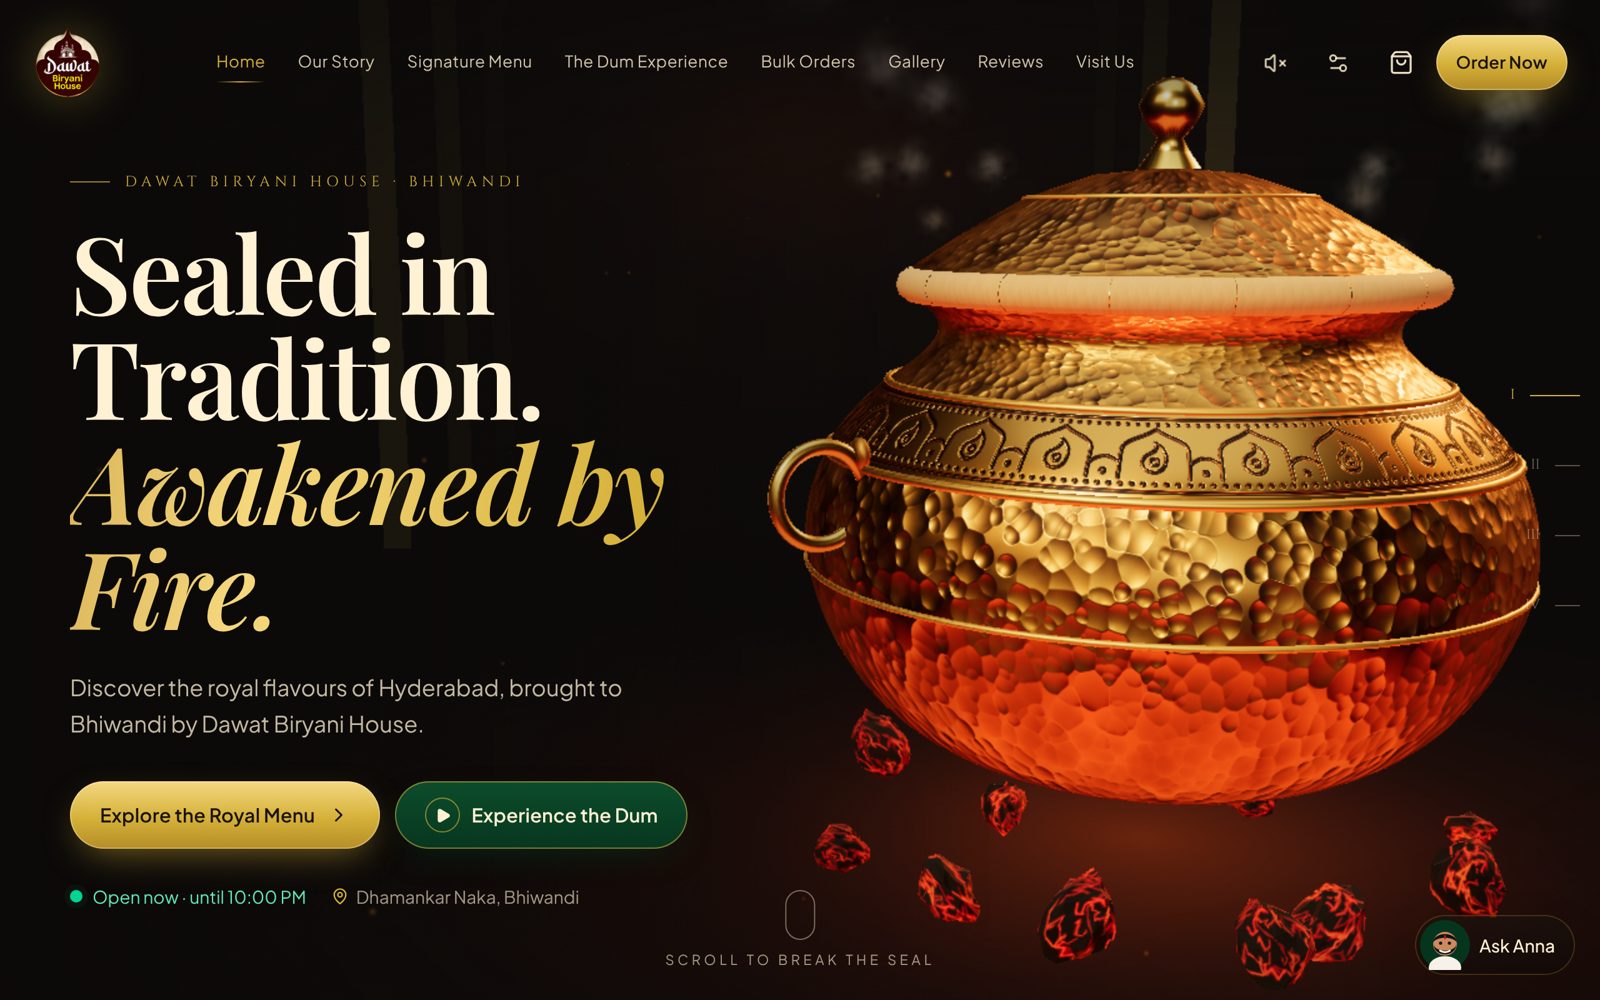 Dawat
Biryani
House
Home
Our Story
Signature Menu
The Dum Experience
Bulk Orders
Gallery
Reviews
Visit Us
Order Now
DAWAT BIRYANI HOUSE · BHIWANDI
Sealed in
Tradition.
Awakened by
Fire.
I
II
III
Discover the royal flavours of Hyderabad, brought to
Bhiwandi by Dawat Biryani House.
Explore the Royal Menu
Experience the Dum
Open now · until 10:00 PM
Dhamankar Naka, Bhiwandi
SCROLL TO BREAK THE SEAL
Ask Anna